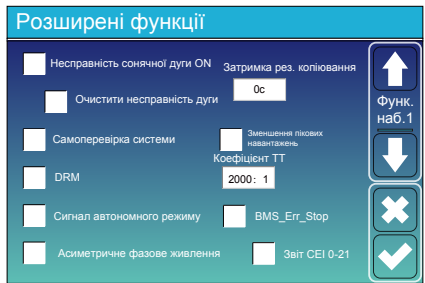 Розширені функції
Несправність сонячної дуги ON
Затримка рез. копіювання
0с
Очистити несправність дуги
Функ.
наб.1
Самоперевірка системи
Зменшення пікових
навантажень
Коефіцієнт ТТ
DRM
2000: 1
Сигнал автономного режиму
BMS_Err_Stop
Асиметричне фазове живлення
Звіт CEI 0-21